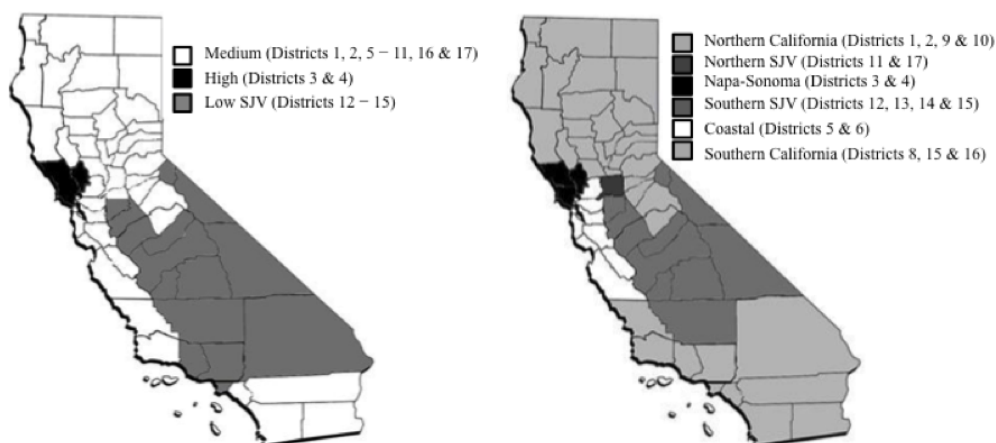 Medium (Districts 1, 2, 5 − 11, 16 & 17)
High (Districts 3 & 4)
Low SJV (Districts 12 − 15)
Northern California (Districts 1, 2, 9 & 10)
Northern SJV (Districts 11 & 17)
Napa-Sonoma (Districts 3 & 4)
Southern SJV (Districts 12, 13, 14 & 15)
Coastal (Districts 5 & 6)
Southern California (Districts 8, 15 & 16)